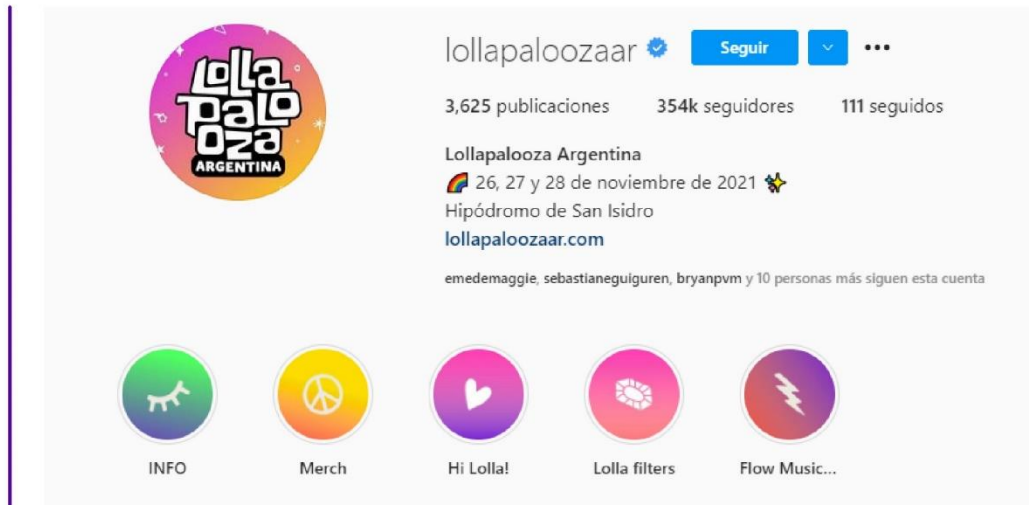 LOLLA
PALO
OZA
ARGENTINA
lollapaloozaar Seguir
3,625 publicaciones 354k seguidores 111 seguidos
Lollapalooza Argentina
🌈 26, 27 y 28 de noviembre de 2021 ✨
Hipódromo de San Isidro
lollapaloozaar.com
emedemaggie, sebastianeguiguren, bryanpvm y 10 personas más siguen esta cuenta
INFO Merch Hi Lolla! Lolla filters Flow Music...